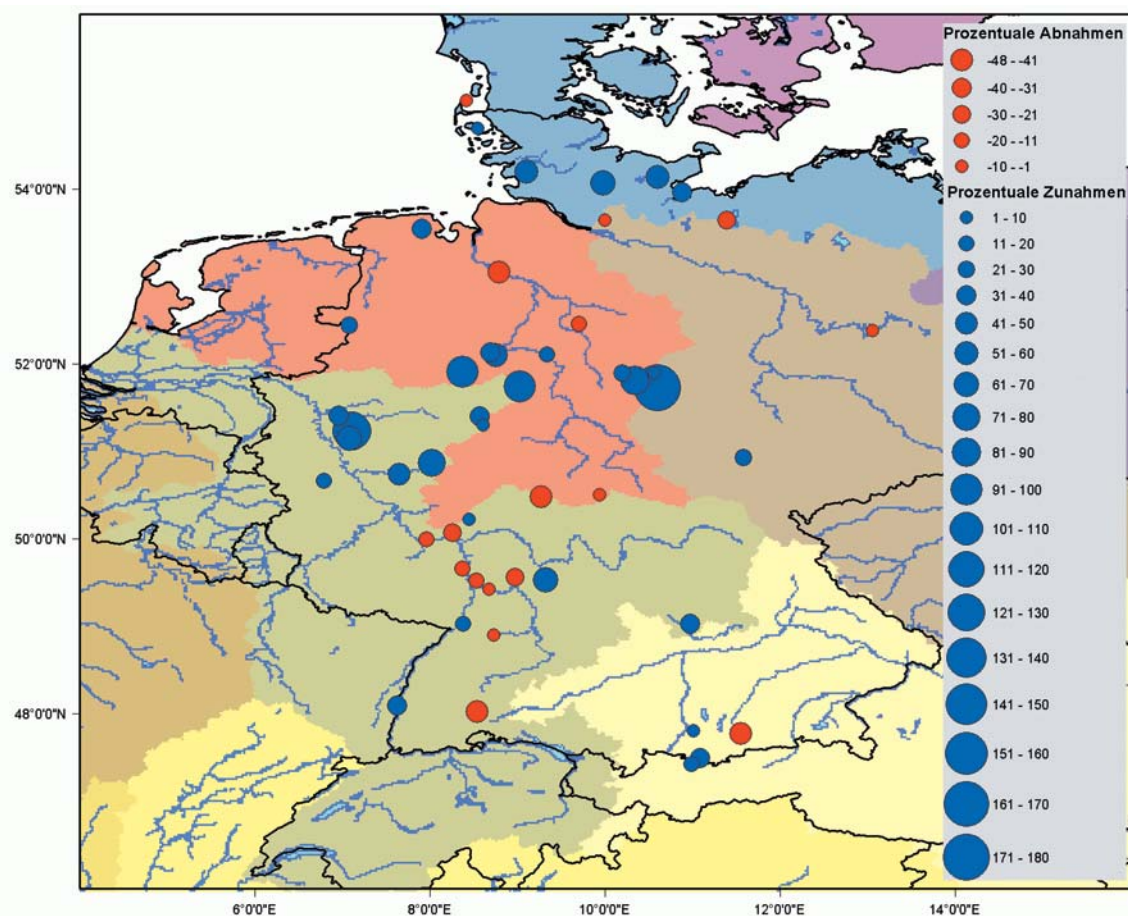 Prozentuale Abnahmen
-48 - -41
-40 - -31
-30 - -21
-20 - -11
-10 - -1
Prozentuale Zunahmen
1 - 10
11 - 20
21 - 30
31 - 40
41 - 50
51 - 60
61 - 70
71 - 80
81 - 90
91 - 100
101 - 110
111 - 120
121 - 130
131 - 140
141 - 150
151 - 160
161 - 170
171 - 180
54°0'0"N
52°0'0"N
50°0'0"N
48°0'0"N
6°0'0"E 8°0'0"E 10°0'0"E 12°0'0"E 14°0'0"E